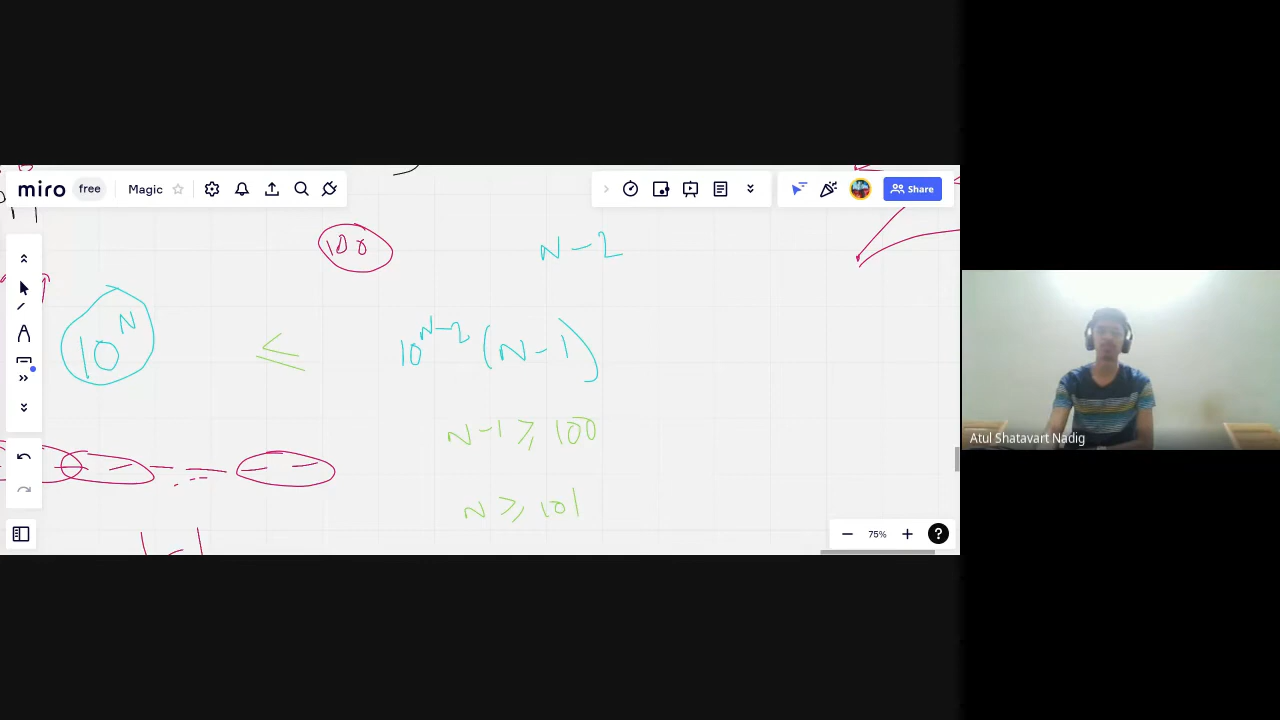 miro free Magic Share
100 N-2
10^N ≤ 10^{N-2} (N-1)
N-1 ≥ 100
N ≥ 101
Atul Shatavart Nadig
75%